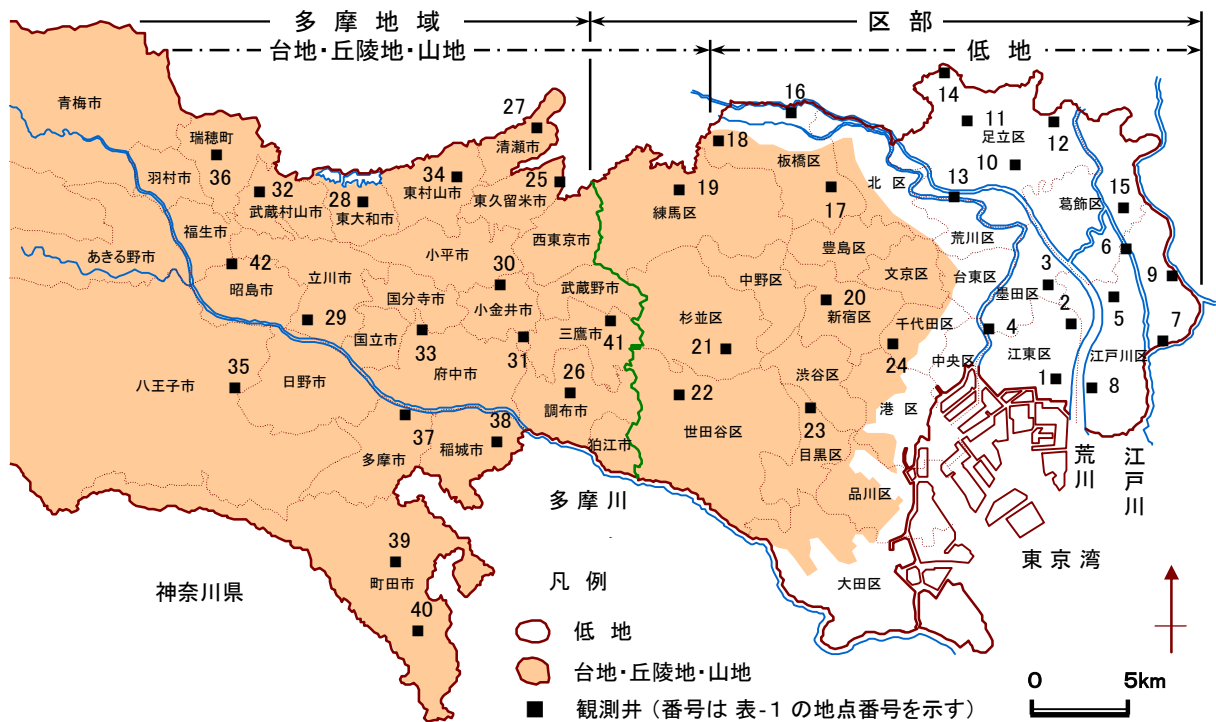 多 摩 地 域
区 部
台地・丘陵地・山地
低 地
青梅市
瑞穂町
羽村市
36
32
武蔵村山市
28
東大和市
34
東村山市
27
清瀬市
25
東久留米市
福生市
あきる野市
42
昭島市
立川市
29
小平市
国分寺市
国立市
33
府中市
30
小金井市
31
西東京市
武蔵野市
三鷹市
41
26
調布市
狛江市
35
八王子市
日野市
37
多摩市
38
稲城市
39
町田市
40
神奈川県
多 摩 川
16
18
19
練馬区
板橋区
17
豊島区
北 区
14
11
足立区
12
10
13
荒川区
葛飾区
15
6
文京区
台東区
中野区
20
新宿区
杉並区
21
22
世田谷区
渋谷区
23
目黒区
千代田区
24
中央区
港 区
品川区
大田区
3
墨田区
2
4
江東区
1
9
5
7
江戸川区
8
荒川
江戸川
東 京 湾
凡 例
低 地
台地・丘陵地・山地
観測井 (番号は 表-1 の地点番号を示す)
0 5km